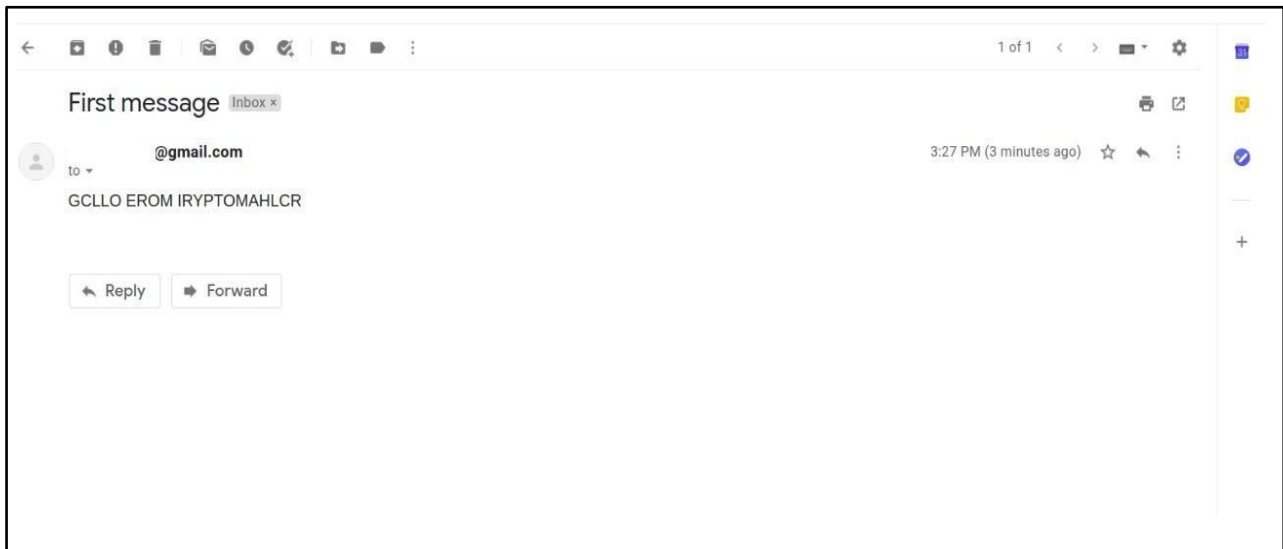 1 of 1
First message Inbox ×
@gmail.com 3:27 PM (3 minutes ago)
to
GCLLO EROM IRYPTOMAHLCR
Reply Forward
31